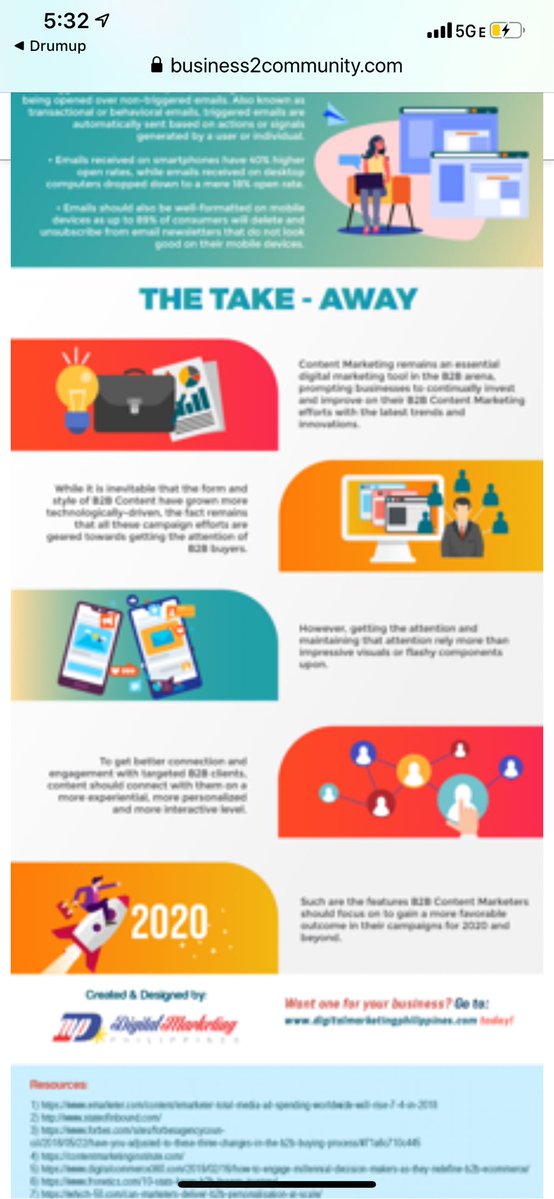 5:32
5GE
Drumup
business2community.com
being opened over non-triggered emails. Also known as
transactional or behavioral emails, triggered emails are
automatically sent based on actions or signals
generated by a user or individual.
• Emails received on smartphones have 40% higher
open rates, while emails received on desktop
computers dropped down to a mere 18% open rate.
• Emails should also be well-formatted on mobile
devices as up to 89% of consumers will delete and
unsubscribe from email newsletters that do not look
good on their mobile devices.
THE TAKE - AWAY
Content Marketing remains an essential
digital marketing tool in the B2B arena,
prompting businesses to continually invest
and improve on their B2B Content Marketing
efforts with the latest trends and
innovations.
While it is inevitable that the form and
style of B2B Content have grown more
technologically-driven, the fact remains
that all these campaign efforts are
geared towards getting the attention of
B2B buyers.
However, getting the attention and
maintaining that attention rely more than
impressive visuals or flashy components
upon.
To get better connection and
engagement with targeted B2B clients,
content should connect with them on a
more experiential, more personalized
and more interactive level.
2020
Such are the features B2B Content Marketers
should focus on to gain a more favorable
outcome in their campaigns for 2020 and
beyond.
Created & Designed by:
Digital Marketing
PHILIPPINES
Want one for your business? Go to:
www.digitalmarketingphilippines.com today!
Resources:
1) https://www.emarketer.com/content/emarketer-total-media-ad-spending-worldwide-will-rise-7-4-in-2018
2) http://www.stateofinbound.com/
3) https://www.forbes.com/sites/forbesagencycoun-
cil/2018/05/22/have-you-adjusted-to-these-three-changes-in-the-b2b-buying-process/
4) https://contentmarketinginstitute.com/
5) https://www.digitalcommerce360.com/2018/02/16/how-to-engage-millennial-decision-makers-as-they-redefine-b2b-ecommerce/
6) https://www.fronetics.com/